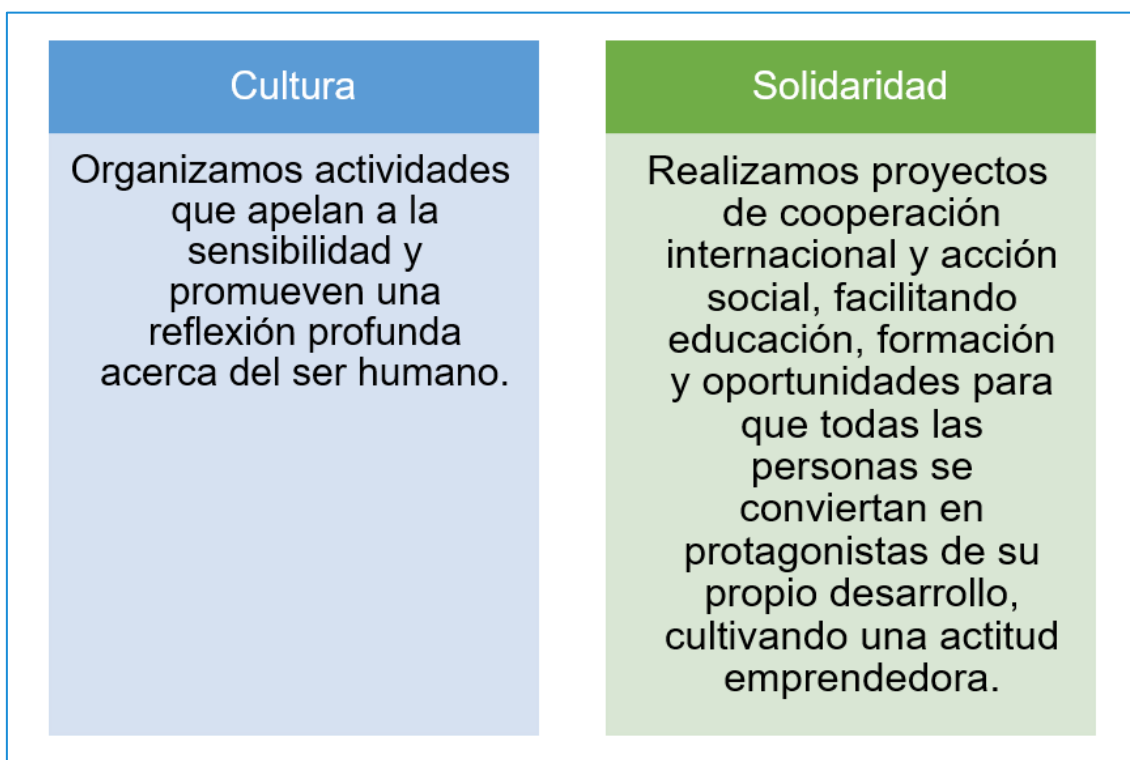 Cultura
Organizamos actividades
que apelan a la
sensibilidad y
promueven una
reflexión profunda
acerca del ser humano.
Solidaridad
Realizamos proyectos
de cooperación
internacional y acción
social, facilitando
educación, formación
y oportunidades para
que todas las
personas se
conviertan en
protagonistas de su
propio desarrollo,
cultivando una actitud
emprendedora.